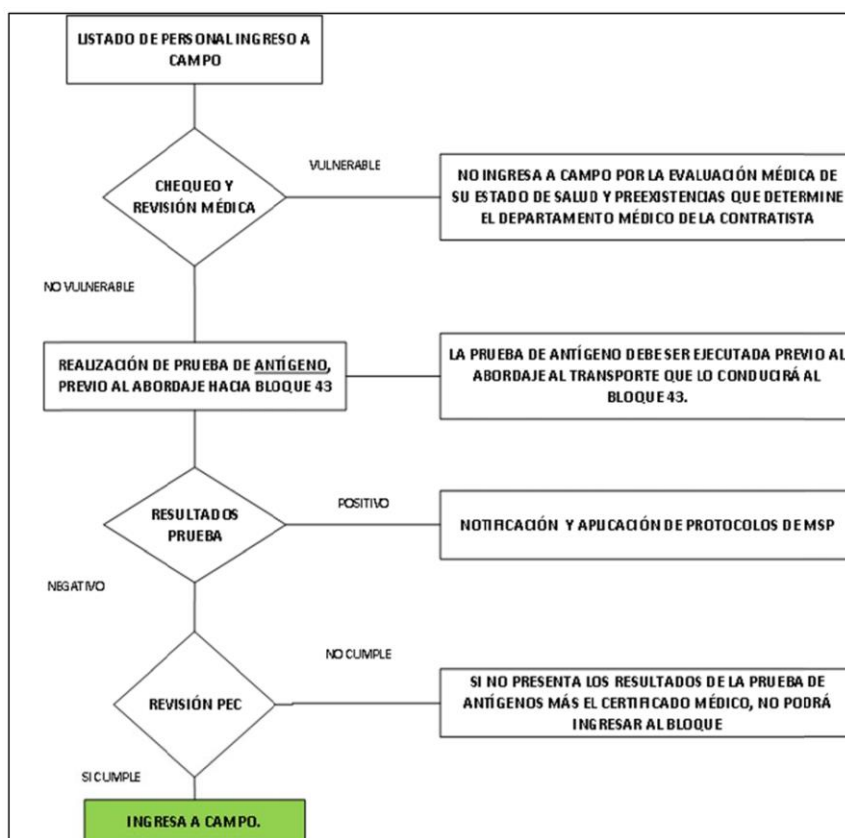 LISTADO DE PERSONAL INGRESO A
CAMPO
VULNERABLE
CHEQUEO Y
REVISIÓN MÉDICA
NO INGRESA A CAMPO POR LA EVALUACIÓN MÉDICA DE
SU ESTADO DE SALUD Y PREEXISTENCIAS QUE DETERMINE
EL DEPARTAMENTO MÉDICO DE LA CONTRATISTA
NO VULNERABLE
REALIZACIÓN DE PRUEBA DE ANTÍGENO,
PREVIO AL ABORDAJE HACIA BLOQUE 43
LA PRUEBA DE ANTÍGENO DEBE SER EJECUTADA PREVIO AL
ABORDAJE AL TRANSPORTE QUE LO CONDUCIRÁ AL
BLOQUE 43.
POSITIVO
RESULTADOS
PRUEBA
NOTIFICACIÓN Y APLICACIÓN DE PROTOCOLOS DE MSP
NEGATIVO
NO CUMPLE
REVISIÓN PEC
SI NO PRESENTA LOS RESULTADOS DE LA PRUEBA DE
ANTÍGENOS MÁS EL CERTIFICADO MÉDICO, NO PODRÁ
INGRESAR AL BLOQUE
SI CUMPLE
INGRESA A CAMPO.